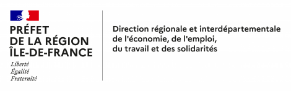 PRÉFET
DE LA RÉGION
ÎLE-DE-FRANCE
Liberté
Égalité
Fraternité
Direction régionale et interdépartementale
de l'économie, de l'emploi,
du travail et des solidarités